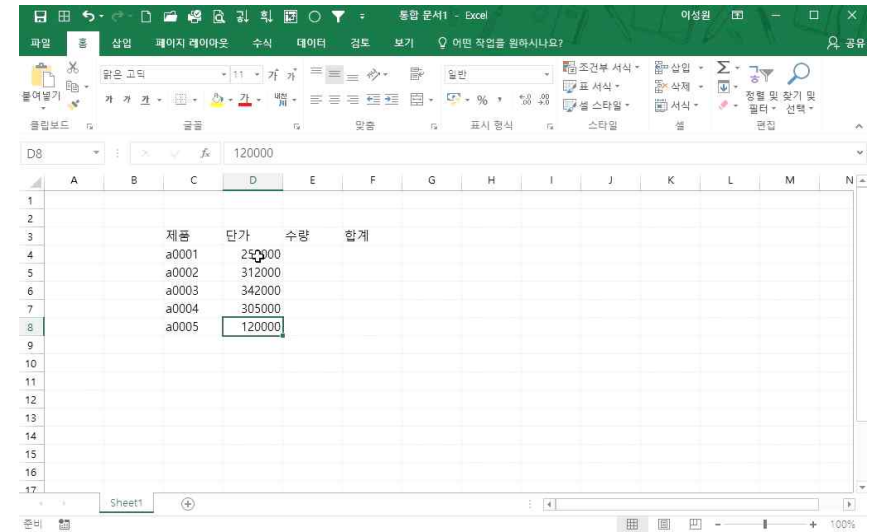 통합 문서1 - Excel 이성원
파일 홈 삽입 페이지 레이아웃 수식 데이터 검토 보기 어떤 작업을 원하시나요? 공유
붙여넣기 맑은 고딕 11 가 가 일반 조건부 서식 삽입 Σ
표 서식 삭제 정렬 및 찾기 및
가 가 가 가 내천 % , 셀 스타일 서식 필터 선택
클립보드 글꼴 맞춤 표시 형식 스타일 셀 편집
D8 fx 120000
A B C D E F G H I J K L M N
1
2
3 제품 단가 수량 합계
4 a0001 000
5 a0002 312000
6 a0003 342000
7 a0004 305000
8 a0005 120000
9
10
11
12
13
14
15
16
17
Sheet1
준비 100%